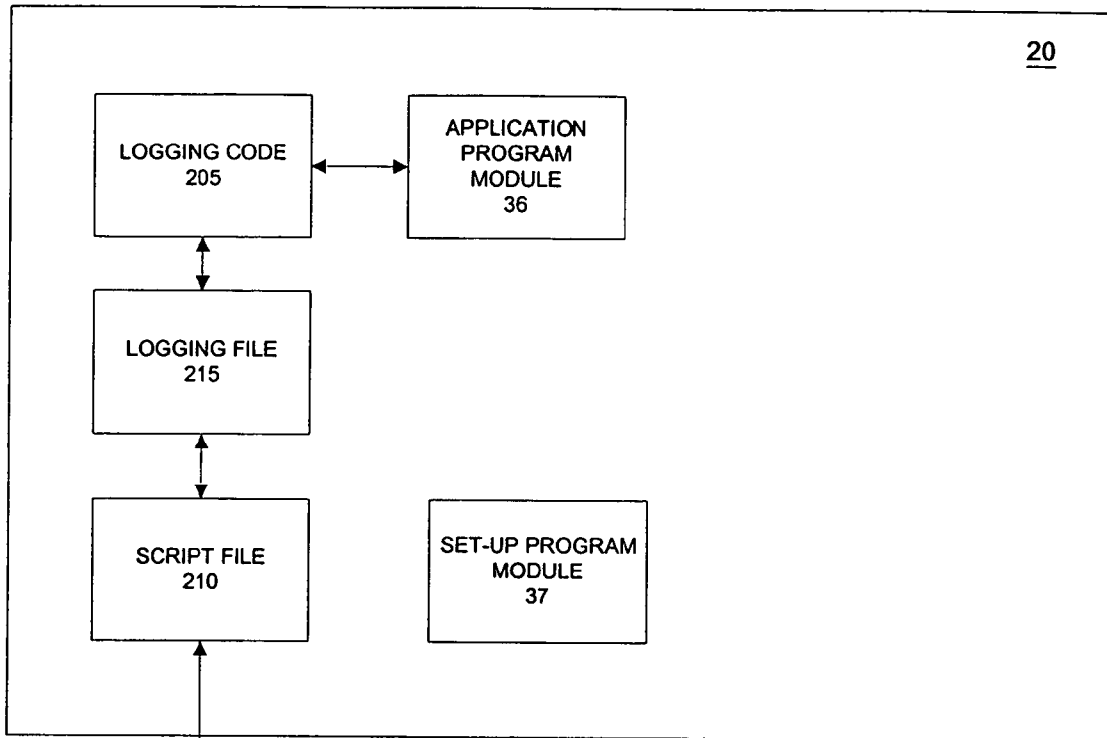 20
LOGGING CODE
205
APPLICATION
PROGRAM
MODULE
36
LOGGING FILE
215
SCRIPT FILE
210
SET-UP PROGRAM
MODULE
37